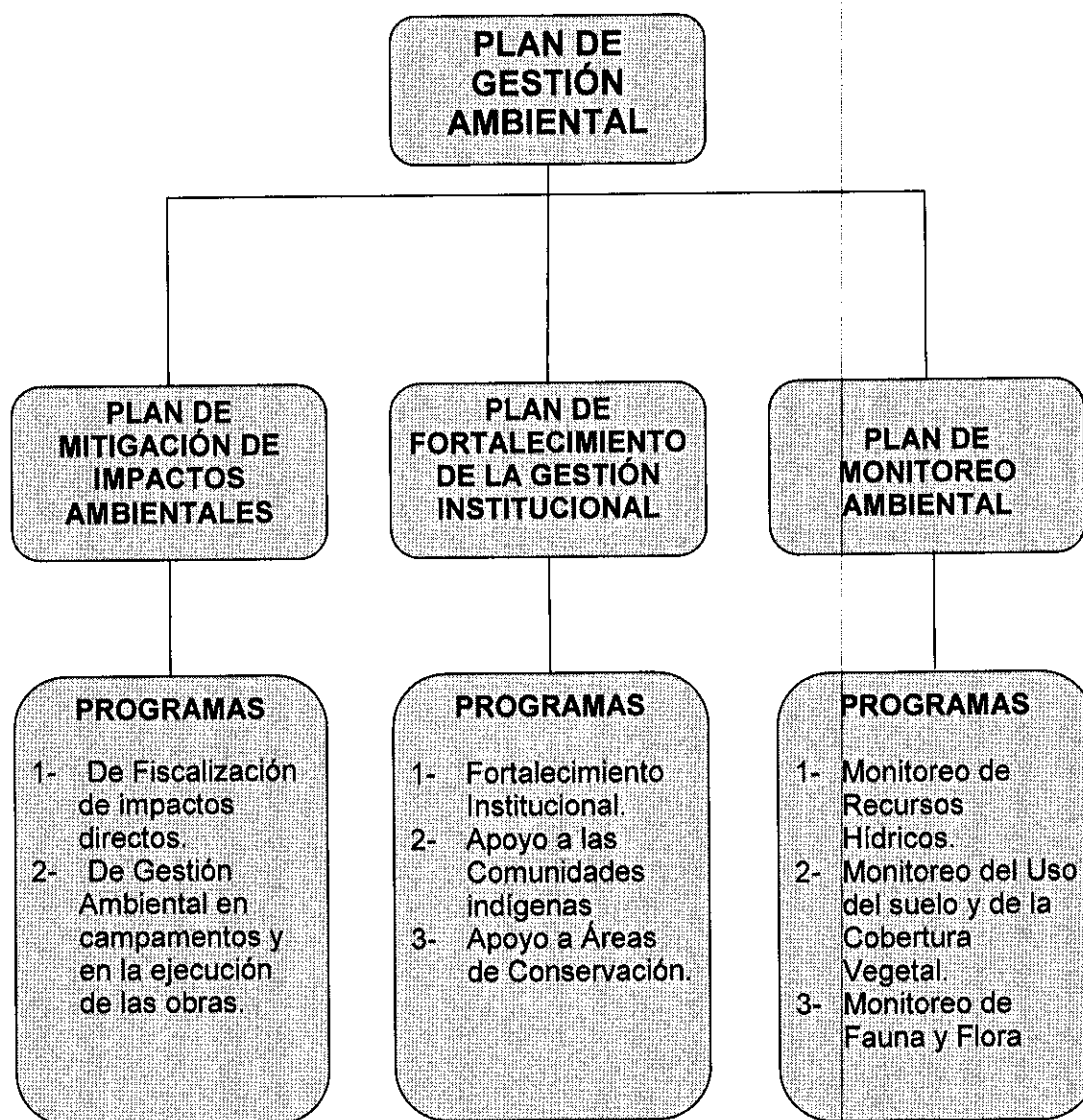 PLAN DE
GESTIÓN
AMBIENTAL
PLAN DE
MITIGACIÓN DE
IMPACTOS
AMBIENTALES
PLAN DE
FORTALECIMIENTO
DE LA GESTIÓN
INSTITUCIONAL
PLAN DE
MONITOREO
AMBIENTAL
PROGRAMAS
1- De Fiscalización
de impactos
directos.
2- De Gestión
Ambiental en
campamentos y
en la ejecución
de las obras.
PROGRAMAS
1- Fortalecimiento
Institucional.
2- Apoyo a las
Comunidades
indígenas
3- Apoyo a Áreas
de Conservación.
PROGRAMAS
1- Monitoreo de
Recursos
Hídricos.
2- Monitoreo del Uso
del suelo y de la
Cobertura
Vegetal.
3- Monitoreo de
Fauna y Flora